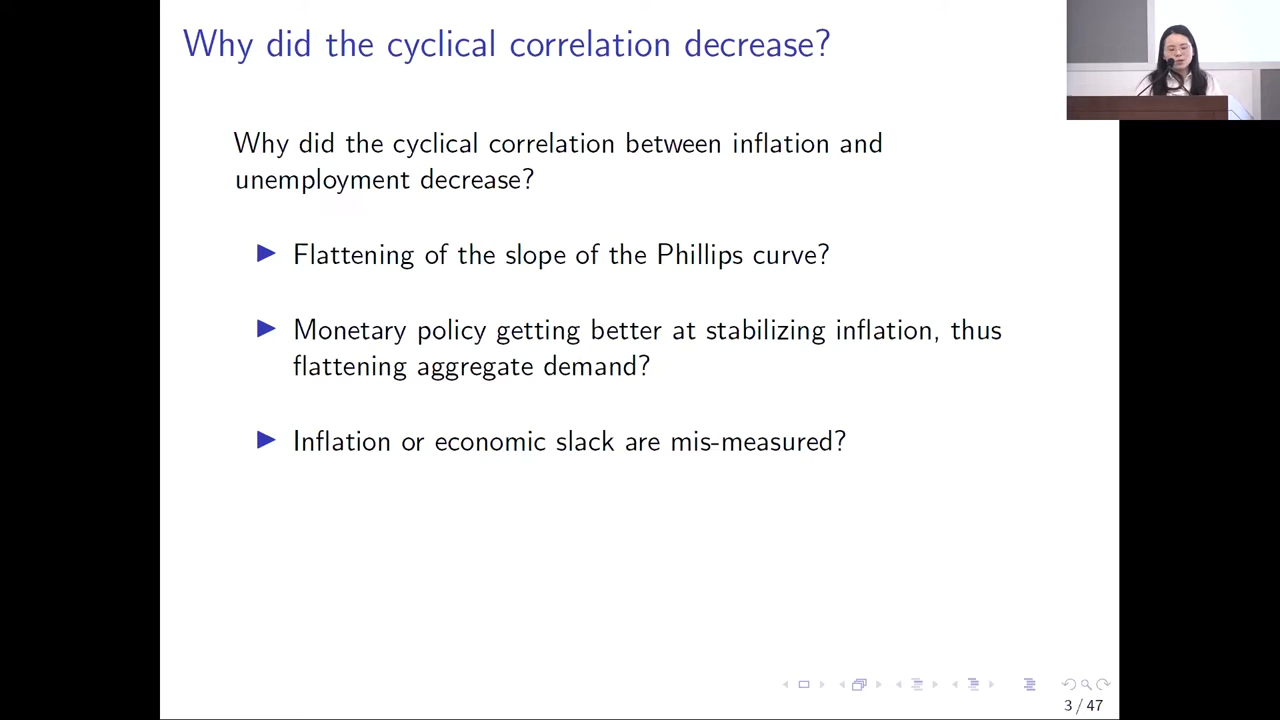 Why did the cyclical correlation decrease?
Why did the cyclical correlation between inflation and
unemployment decrease?
Flattening of the slope of the Phillips curve?
Monetary policy getting better at stabilizing inflation, thus
flattening aggregate demand?
Inflation or economic slack are mis-measured?
3 / 47